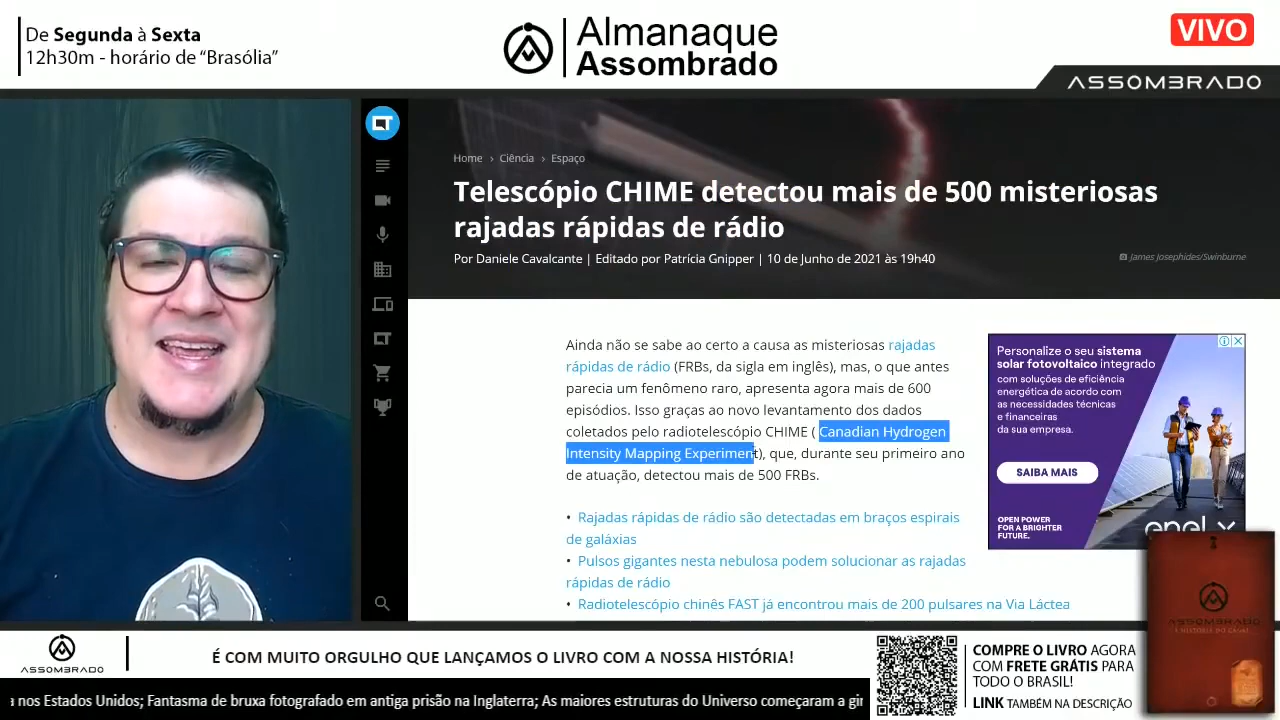 De Segunda à Sexta
12h30m - horário de “Brasólia”
Almanaque
Assombrado
VIVO
ASSOMBRADO
Home › Ciência › Espaço
Telescópio CHIME detectou mais de 500 misteriosas
rajadas rápidas de rádio
Por Daniele Cavalcante | Editado por Patrícia Gnipper | 10 de Junho de 2021 às 19h40
James Josephides/Swinburne
Ainda não se sabe ao certo a causa as misteriosas rajadas
rápidas de rádio (FRBs, da sigla em inglês), mas, o que antes
parecia um fenômeno raro, apresenta agora mais de 600
episódios. Isso graças ao novo levantamento dos dados
coletados pelo radiotelescópio CHIME ( Canadian Hydrogen
Intensity Mapping Experiment), que, durante seu primeiro ano
de atuação, detectou mais de 500 FRBs.
• Rajadas rápidas de rádio são detectadas em braços espirais
de galáxias
• Pulsos gigantes nesta nebulosa podem solucionar as rajadas
rápidas de rádio
• Radiotelescópio chinês FAST já encontrou mais de 200 pulsares na Via Láctea
Personalize o seu sistema
solar fotovoltaico integrado
com soluções de eficiência
energética de acordo com
as necessidades técnicas
e financeiras
da sua empresa.
SAIBA MAIS
OPEN POWER
FOR A BRIGHTER
FUTURE.
enel x
ASSOMBRADO
ASSOMBRADO
É COM MUITO ORGULHO QUE LANÇAMOS O LIVRO COM A NOSSA HISTÓRIA!
COMPRE O LIVRO AGORA
COM FRETE GRÁTIS PARA
TODO O BRASIL!
LINK TAMBÉM NA DESCRIÇÃO
a nos Estados Unidos; Fantasma de bruxa fotografado em antiga prisão na Inglaterra; As maiores estruturas do Universo começaram a gir